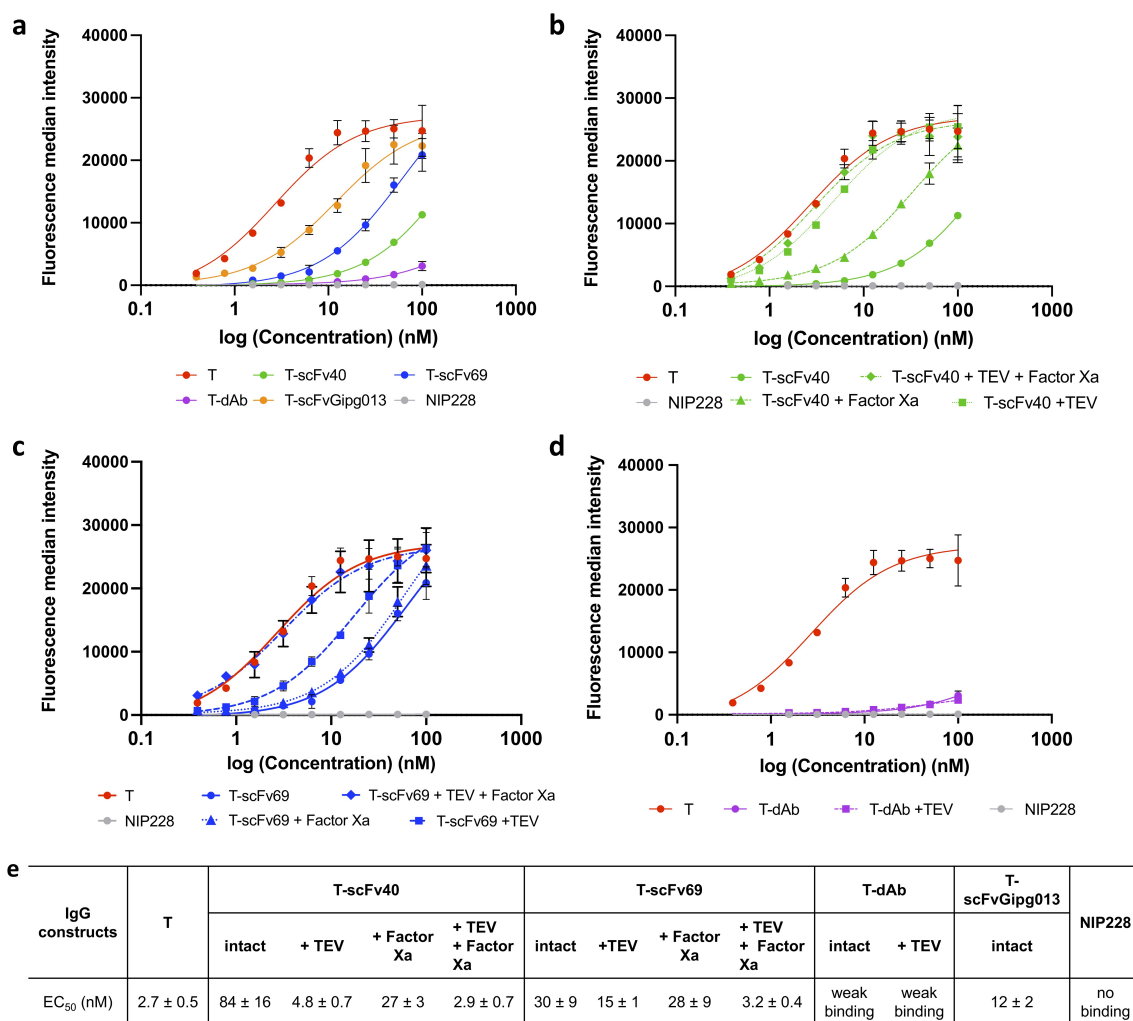 a
Fluorescence median intensity
40000
30000
20000
10000
0
0.1
1
10
100
1000
log (Concentration) (nM)
T
T-scFv40
T-scFv69
T-dAb
T-scFvGipg013
NIP228
b
Fluorescence median intensity
40000
30000
20000
10000
0
0.1
1
10
100
1000
log (Concentration) (nM)
T
T-scFv40
T-scFv40 + TEV + Factor Xa
NIP228
T-scFv40 + Factor Xa
T-scFv40 +TEV
c
Fluorescence median intensity
40000
30000
20000
10000
0
0.1
1
10
100
1000
log (Concentration) (nM)
T
T-scFv69
T-scFv69 + TEV + Factor Xa
NIP228
T-scFv69 + Factor Xa
T-scFv69 +TEV
d
Fluorescence median intensity
40000
30000
20000
10000
0
0.1
1
10
100
1000
log (Concentration) (nM)
T
T-dAb
T-dAb +TEV
NIP228
e
IgG
constructs
T
T-scFv40
T-scFv69
T-dAb
T-
scFvGipg013
NIP228
intact
+ TEV
+ Factor
Xa
+ TEV
+ Factor
Xa
intact
+TEV
+ Factor
Xa
+ TEV
+ Factor
Xa
intact
+ TEV
intact
EC₅₀ (nM)
2.7 ± 0.5
84 ± 16
4.8 ± 0.7
27 ± 3
2.9 ± 0.7
30 ± 9
15 ± 1
28 ± 9
3.2 ± 0.4
weak
binding
weak
binding
12 ± 2
no
binding